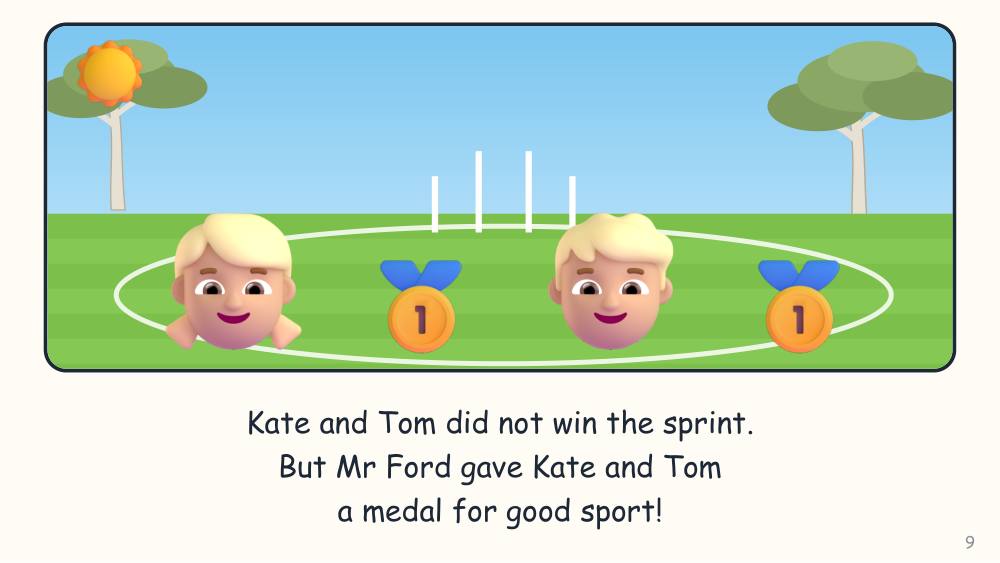 1
1
Kate and Tom did not win the sprint.
But Mr Ford gave Kate and Tom
a medal for good sport!
9